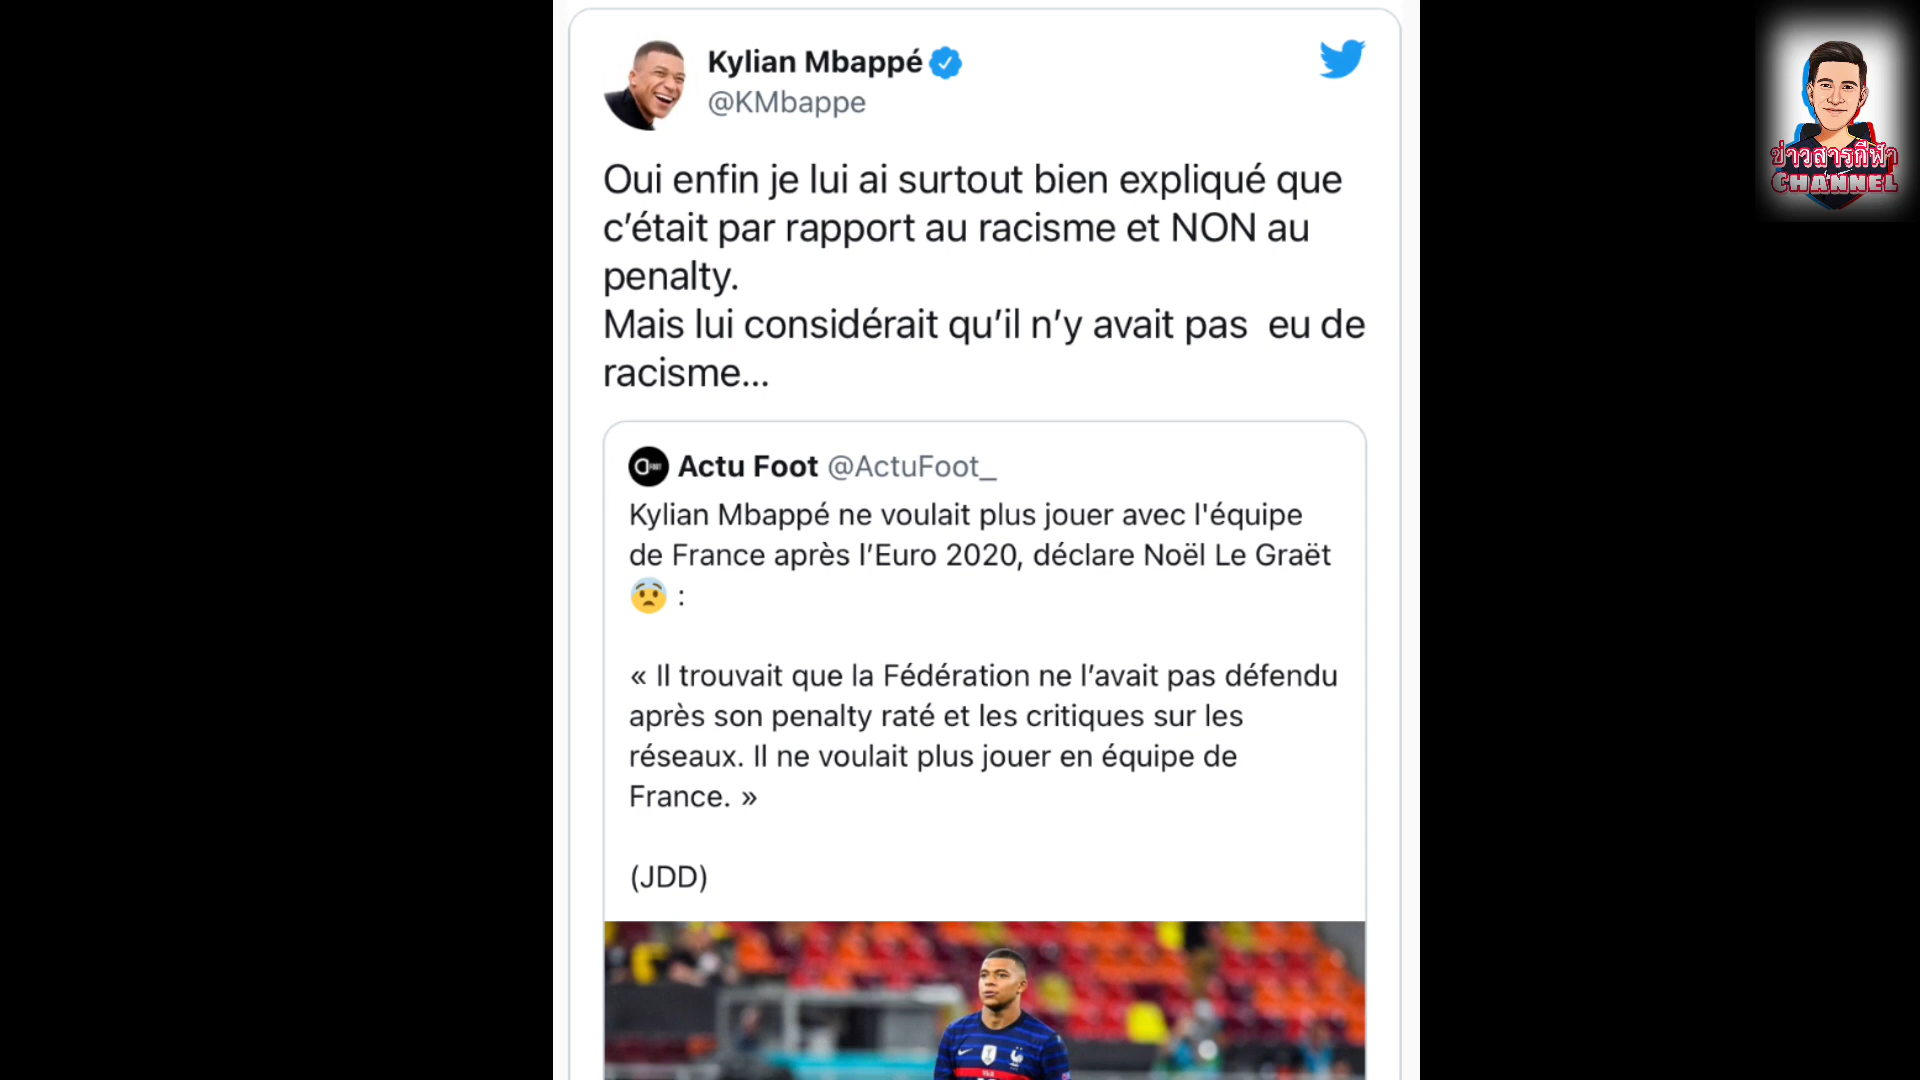 Kylian Mbappé
@KMbappe
Oui enfin je lui ai surtout bien expliqué que
c’était par rapport au racisme et NON au
penalty.
Mais lui considérait qu’il n’y avait pas  eu de
racisme...
Actu Foot @ActuFoot_
Kylian Mbappé ne voulait plus jouer avec l'équipe
de France après l’Euro 2020, déclare Noël Le Graët
😨 :
« Il trouvait que la Fédération ne l’avait pas défendu
après son penalty raté et les critiques sur les
réseaux. Il ne voulait plus jouer en équipe de
France. »
(JDD)
ข่าวสารกีฬา
CHANNEL